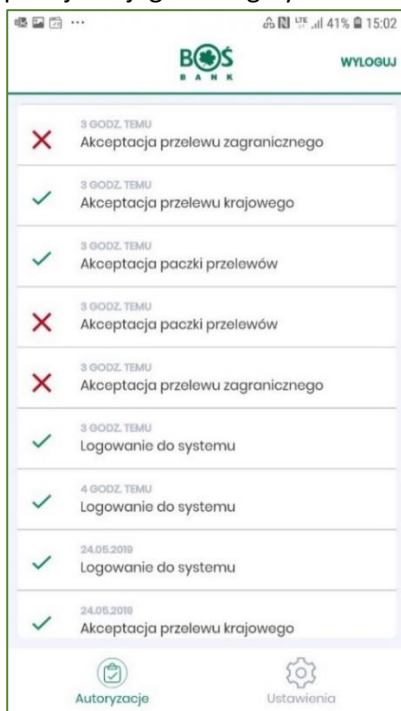 41% 15:02
BOŚ
BANK
WYLOGUJ
3 GODZ. TEMU
Akceptacja przelewu zagranicznego
3 GODZ. TEMU
Akceptacja przelewu krajowego
3 GODZ. TEMU
Akceptacja paczki przelewów
3 GODZ. TEMU
Akceptacja paczki przelewów
3 GODZ. TEMU
Akceptacja przelewu zagranicznego
3 GODZ. TEMU
Logowanie do systemu
4 GODZ. TEMU
Logowanie do systemu
24.05.2019
Logowanie do systemu
24.05.2019
Akceptacja przelewu krajowego
Autoryzacje Ustawienia